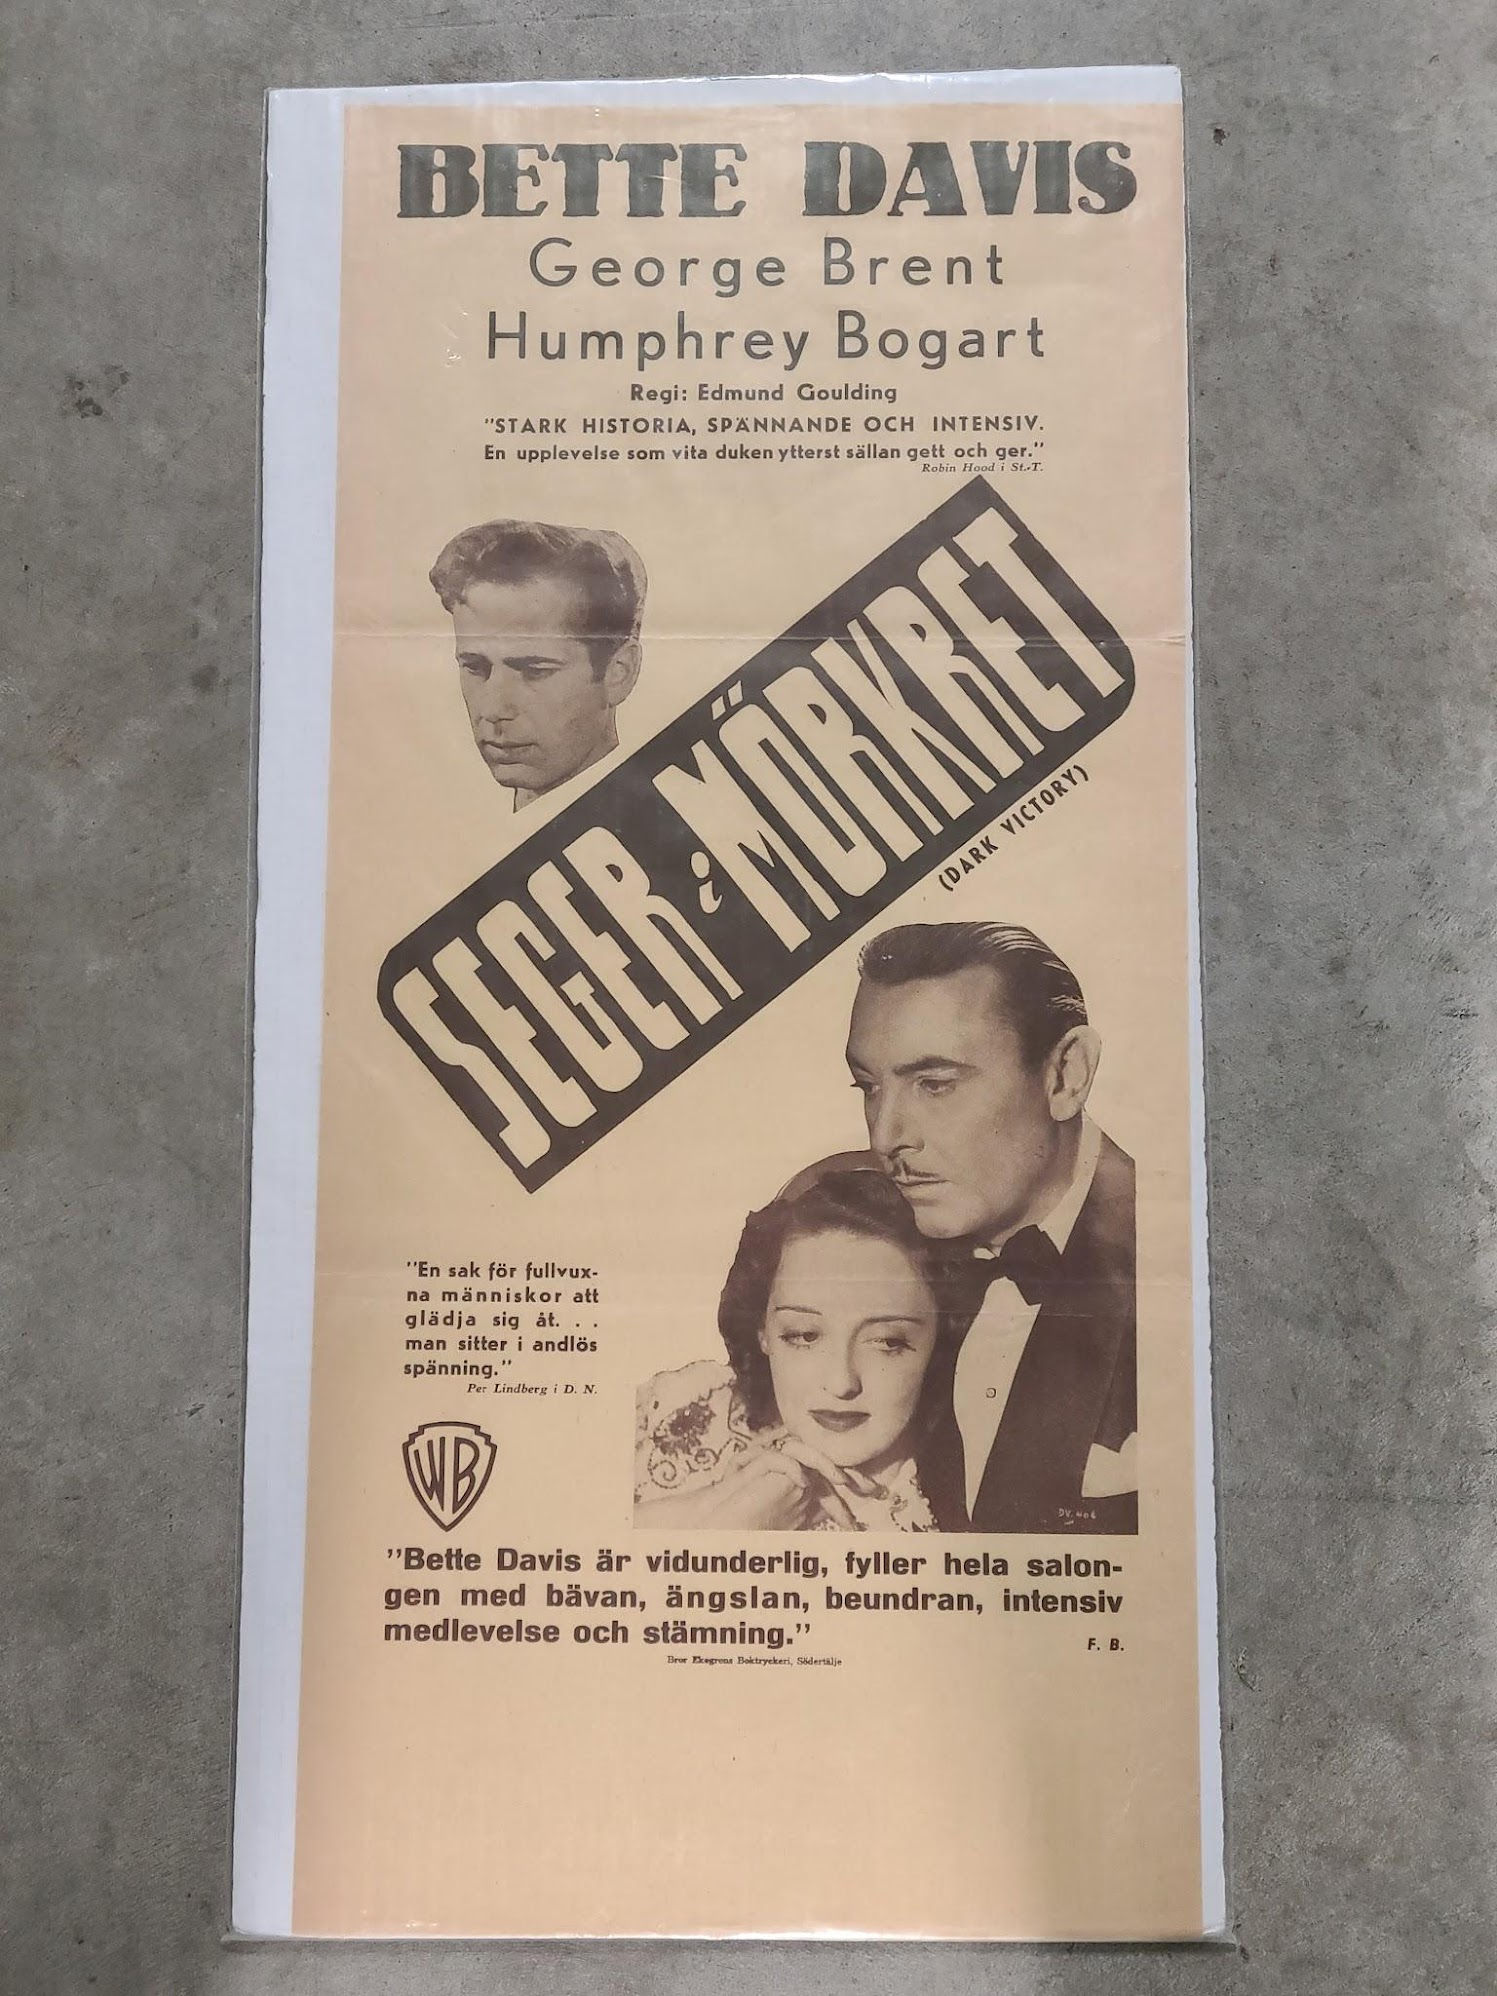 BETTE DAVIS
George Brent
Humphrey Bogart
Regi: Edmund Goulding
"STARK HISTORIA, SPÄNNANDE OCH INTENSIV.
En upplevelse som vita duken ytterst sällan gett och ger."
Robin Hood i St.-T.
SEGER i MÖRKRET
(DARK VICTORY)
"En sak för fullvux-
na människor att
glädja sig åt. . .
man sitter i andlös
spänning."
Per Lindberg i D. N.
WB
DV. 406
"Bette Davis är vidunderlig, fyller hela salon-
gen med bävan, ängslan, beundran, intensiv
medlevelse och stämning."
F. B.
Bror Ekegrens Boktryckeri, Södertälje